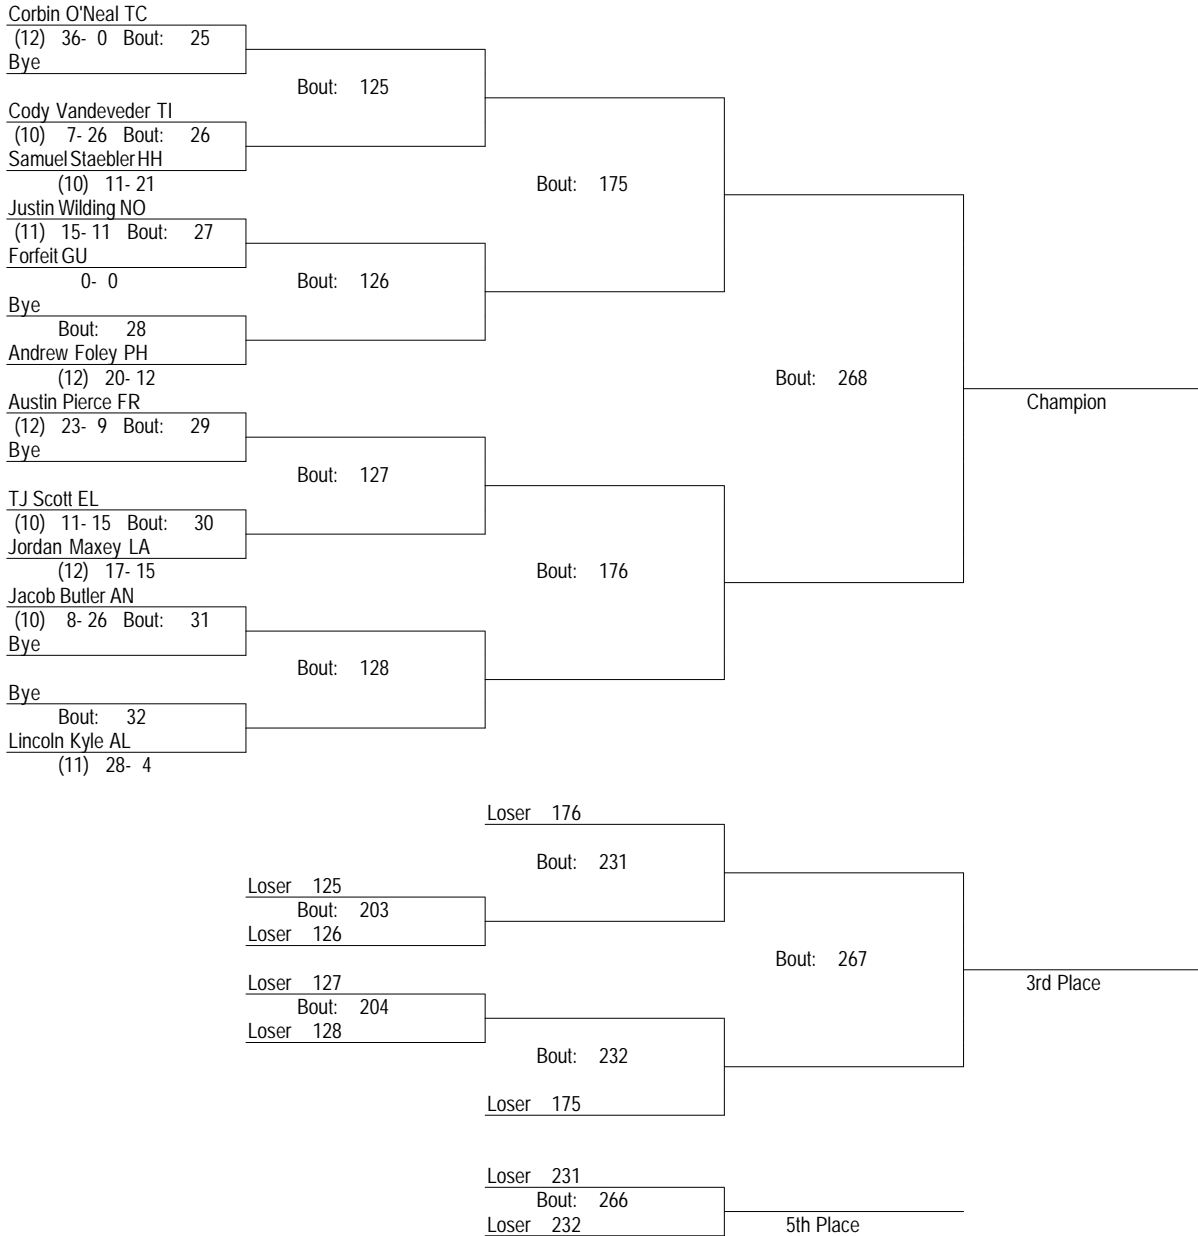 Corbin O'Neal TC
(12) 36- 0 Bout: 25
Bye
Bout: 125
Cody Vandeveder TI
(10) 7- 26 Bout: 26
Samuel Staebler HH
(10) 11- 21
Bout: 175
Justin Wilding NO
(11) 15- 11 Bout: 27
Forfeit GU
0- 0
Bout: 126
Bye
Bout: 28
Andrew Foley PH
(12) 20- 12
Bout: 268
Austin Pierce FR
(12) 23- 9 Bout: 29
Bye
Champion
Bout: 127
TJ Scott EL
(10) 11- 15 Bout: 30
Jordan Maxey LA
(12) 17- 15
Bout: 176
Jacob Butler AN
(10) 8- 26 Bout: 31
Bye
Bout: 128
Bye
Bout: 32
Lincoln Kyle AL
(11) 28- 4
Loser 176
Bout: 231
Loser 125
Bout: 203
Loser 126
Bout: 267
Loser 127
Bout: 204
Loser 128
3rd Place
Bout: 232
Loser 175
Loser 231
Bout: 266
Loser 232
5th Place